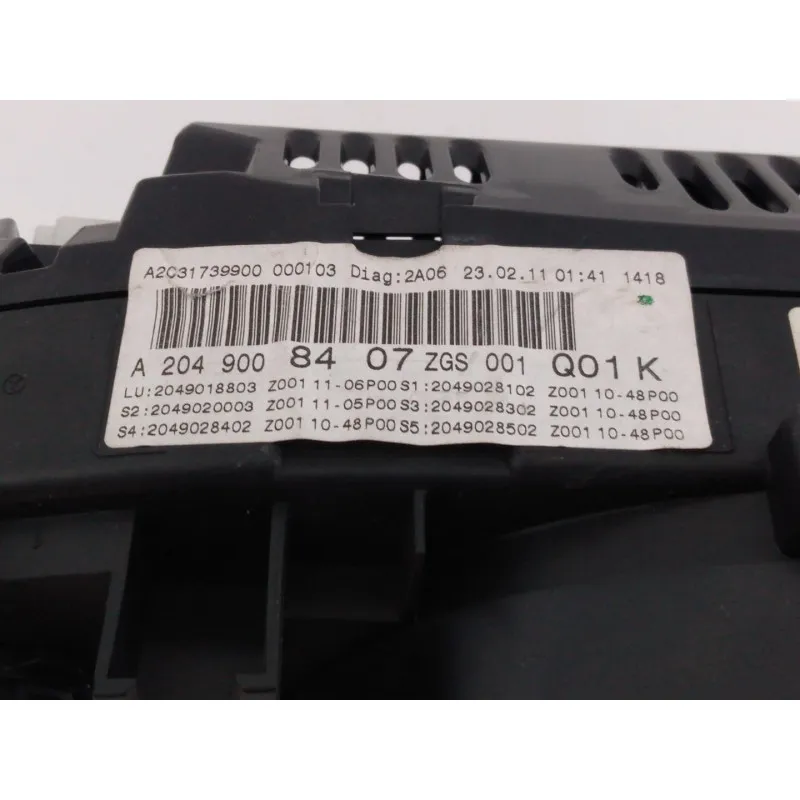 A2C31739900 000103 Diag:2A06 23.02.11 01:41 1418
A 204 900 84 07 ZGS 001 Q01 K
LU:2049018803 Z001 11-06P00 S1:2049028102 Z001 10-48P00
S2:2049020003 Z001 11-05P00 S3:2049028302 Z001 10-48P00
S4:2049028402 Z001 10-48P00 S5:2049028502 Z001 10-48P00